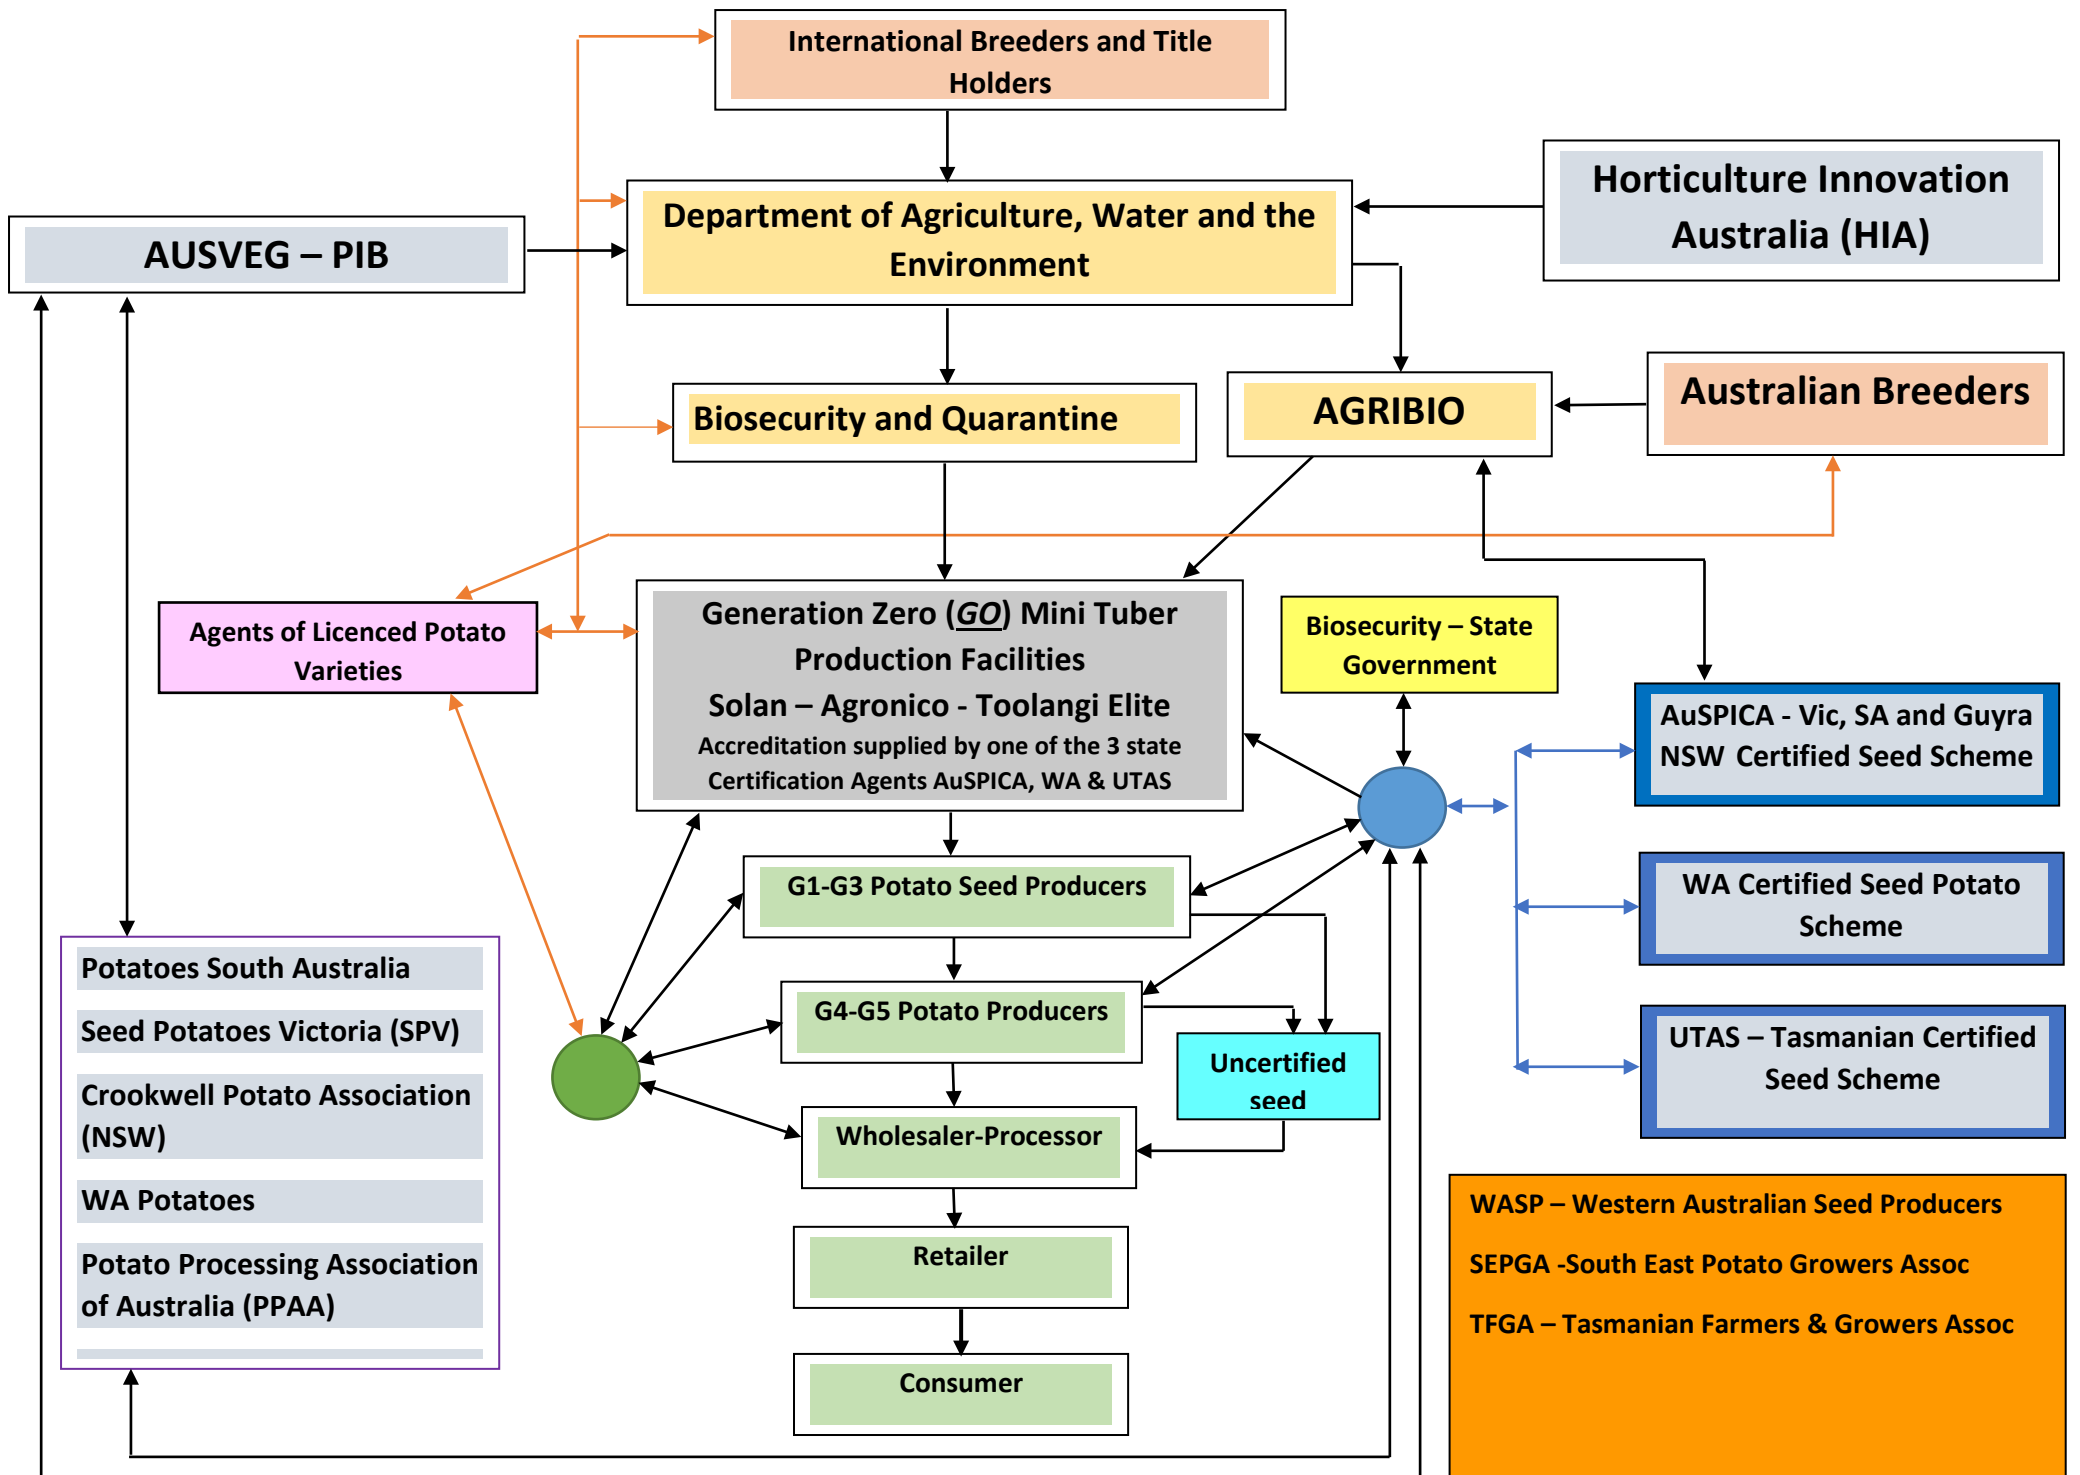 International Breeders and Title
Holders
Horticulture Innovation
Australia (HIA)
Department of Agriculture, Water and the
Environment
AUSVEG – PIB
Australian Breeders
Biosecurity and Quarantine
AGRIBIO
Generation Zero (GO) Mini Tuber
Production Facilities
Solan – Agronico - Toolangi Elite
Accreditation supplied by one of the 3 state
Certification Agents AuSPICA, WA & UTAS
Agents of Licenced Potato
Varieties
Biosecurity – State
Government
AuSPICA - Vic, SA and Guyra
NSW Certified Seed Scheme
G1-G3 Potato Seed Producers
WA Certified Seed Potato
Scheme
Potatoes South Australia
Seed Potatoes Victoria (SPV)
Crookwell Potato Association
(NSW)
WA Potatoes
Potato Processing Association
of Australia (PPAA)
G4-G5 Potato Producers
UTAS – Tasmanian Certified
Seed Scheme
Uncertified
seed
Wholesaler-Processor
Retailer
Consumer
WASP – Western Australian Seed Producers
SEPGA -South East Potato Growers Assoc
TFGA – Tasmanian Farmers & Growers Assoc